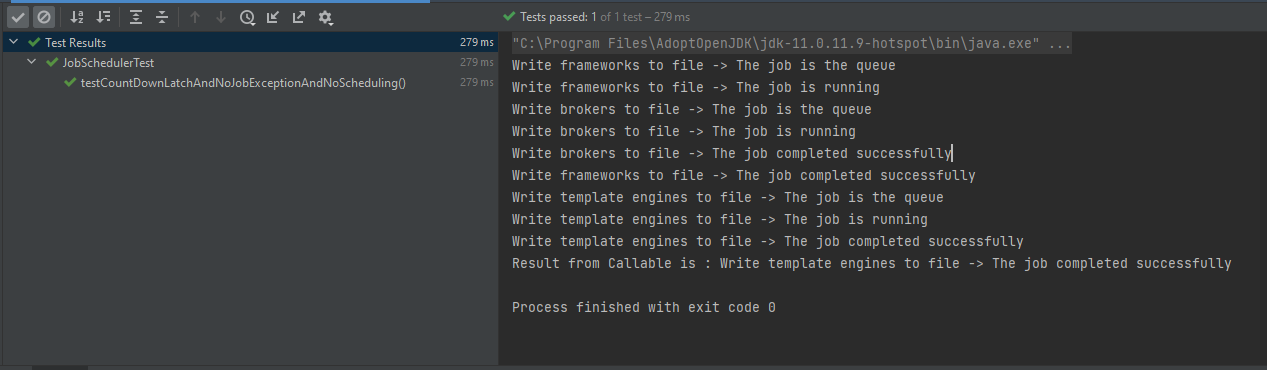 Tests passed: 1 of 1 test – 279 ms
Test Results 279 ms
JobSchedulerTest 279 ms
testCountDownLatchAndNoJobExceptionAndNoScheduling() 279 ms
"C:\Program Files\AdoptOpenJDK\jdk-11.0.11.9-hotspot\bin\java.exe" ...
Write frameworks to file -> The job is the queue
Write frameworks to file -> The job is running
Write brokers to file -> The job is the queue
Write brokers to file -> The job is running
Write brokers to file -> The job completed successfully
Write frameworks to file -> The job completed successfully
Write template engines to file -> The job is the queue
Write template engines to file -> The job is running
Write template engines to file -> The job completed successfully
Result from Callable is : Write template engines to file -> The job completed successfully
Process finished with exit code 0